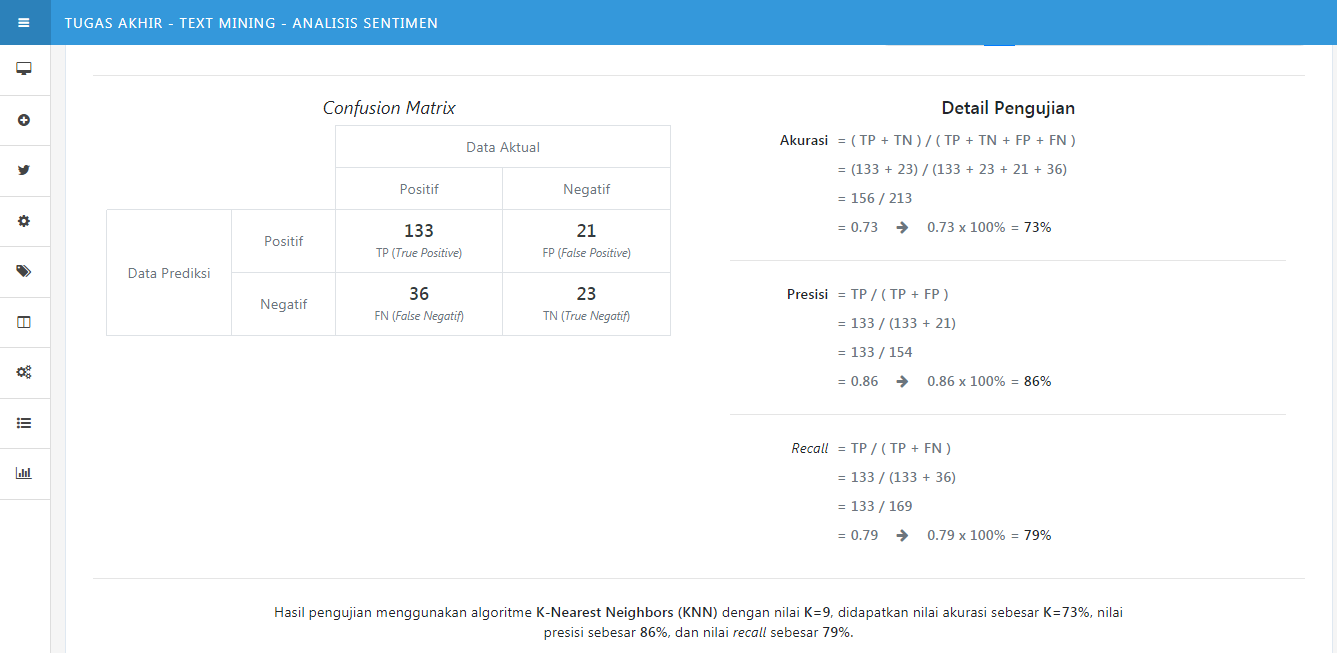 TUGAS AKHIR - TEXT MINING - ANALISIS SENTIMEN
Confusion Matrix
Data Aktual
Positif Negatif
Data Prediksi
Positif
133
TP (True Positive)
21
FP (False Positive)
Negatif
36
FN (False Negatif)
23
TN (True Negatif)
Detail Pengujian
Akurasi = ( TP + TN ) / ( TP + TN + FP + FN )
= (133 + 23) / (133 + 23 + 21 + 36)
= 156 / 213
= 0.73 ➔ 0.73 x 100% = 73%
Presisi = TP / ( TP + FP )
= 133 / (133 + 21)
= 133 / 154
= 0.86 ➔ 0.86 x 100% = 86%
Recall = TP / ( TP + FN )
= 133 / (133 + 36)
= 133 / 169
= 0.79 ➔ 0.79 x 100% = 79%
Hasil pengujian menggunakan algoritme K-Nearest Neighbors (KNN) dengan nilai K=9, didapatkan nilai akurasi sebesar K=73%, nilai
presisi sebesar 86%, dan nilai recall sebesar 79%.